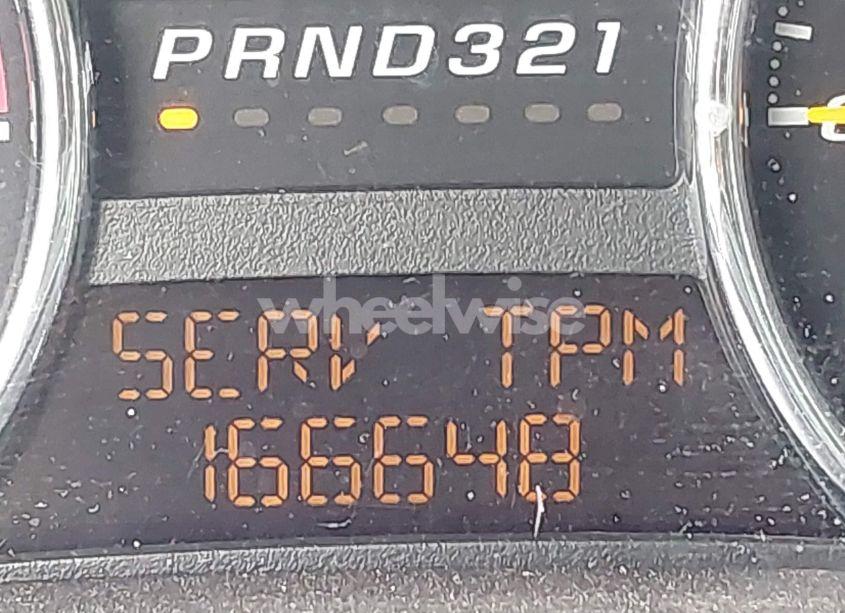 PRND321
wheelwise
SERV TPM
166648